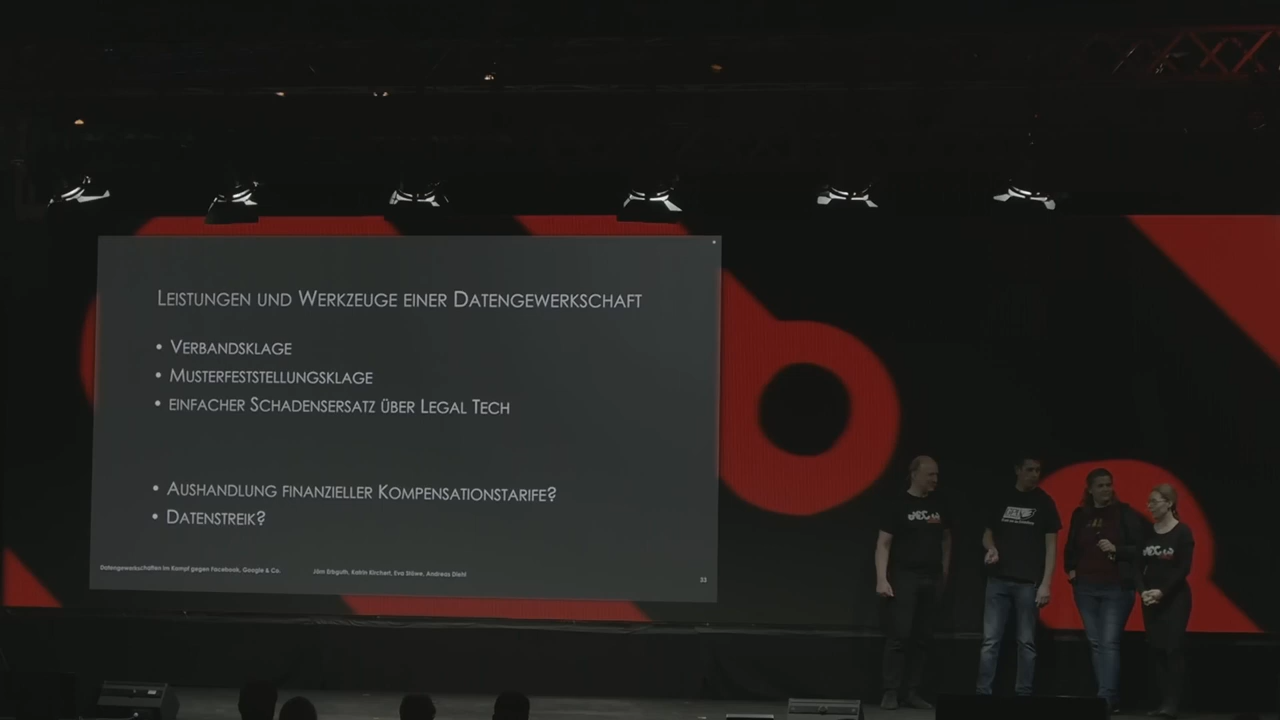 Leistungen und Werkzeuge einer Datengewerkschaft
• Verbandsklage
• Musterfeststellungsklage
• einfacher Schadensersatz über Legal Tech
• Aushandlung finanzieller Kompensationstarife?
• Datenstreik?
Datengewerkschaften im Kampf gegen Facebook, Google & Co. Jörn Erbguth, Katrin Kirchert, Eva Stöwe, Andreas Diehl 33